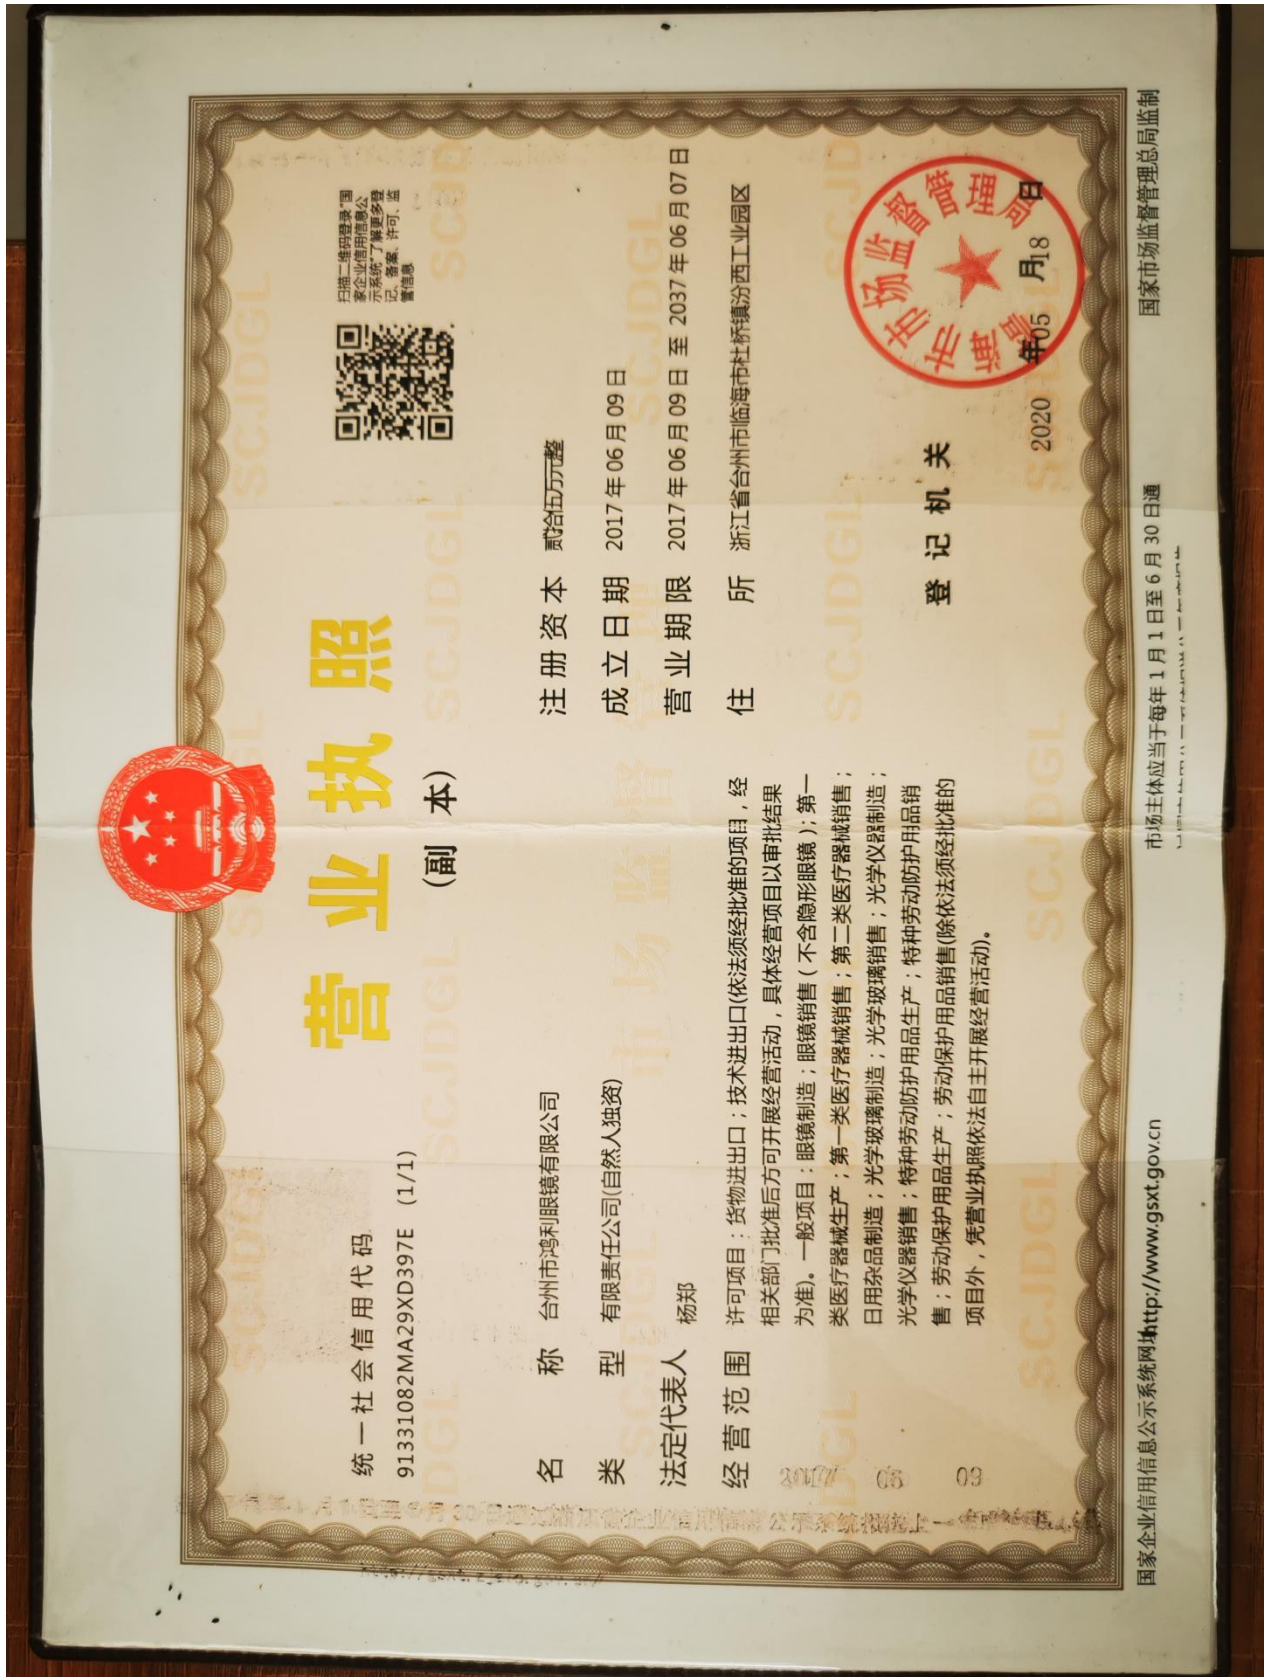 营业执照
(副 本)
统一社会信用代码
91331082MA29XD397E (1/1)
扫描二维码登录“国
家企业信用信息公
示系统”了解更多登
记、备案、许可、监
管信息
名 称 台州市鸿利眼镜有限公司
类 型 有限责任公司(自然人独资)
法定代表人 杨郑
经营范围 许可项目：货物进出口；技术进出口(依法须经批准的项目，经
相关部门批准后方可开展经营活动，具体经营项目以审批结果
为准)。一般项目：眼镜制造；眼镜销售（不含隐形眼镜）；第一
类医疗器械生产；第一类医疗器械销售；第二类医疗器械销售；
日用杂品制造；光学玻璃制造；光学玻璃销售；光学仪器制造；
光学仪器销售；特种劳动防护用品生产；特种劳动防护用品销
售；劳动保护用品生产；劳动保护用品销售(除依法须经批准的
项目外，凭营业执照依法自主开展经营活动)。
注册资本 贰拾伍万元整
成立日期 2017年06月09日
营业期限 2017年06月09日至2037年06月07日
住 所 浙江省台州市临海市杜桥镇汾西工业园区
登记机关
临海市市场监督管理局
2020年05月18日
国家企业信用信息公示系统网址http://www.gsxt.gov.cn
市场主体应当于每年1月1日至6月30日通
国家市场监督管理总局监制
SCJDGL
市场监督管理
2017 06 09